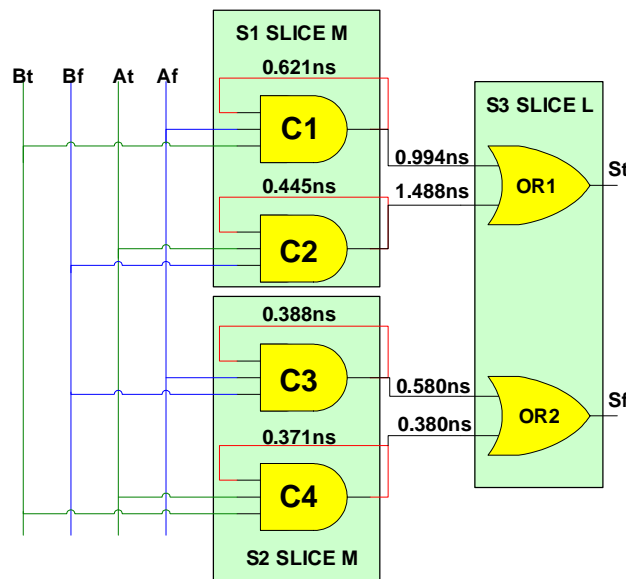 S1 SLICE M
Bt Bf At Af
0.621ns
S3 SLICE L
C1
0.994ns
St
OR1
1.488ns
0.445ns
C2
0.388ns
C3
0.580ns
Sf
OR2
0.380ns
0.371ns
C4
S2 SLICE M